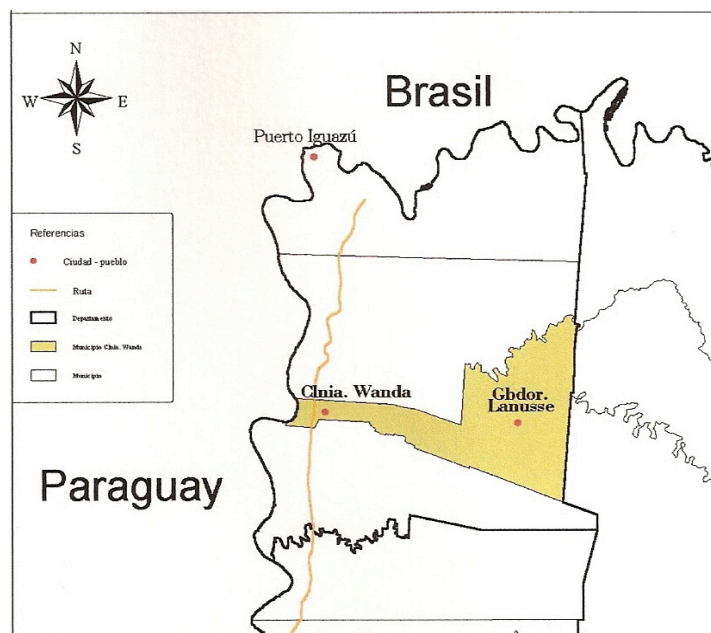 N
W E
S
Brasil
Puerto Iguazú
Referencias
Ciudad - pueblo
Ruta
Departamento
Municipio Clnia. Wanda
Municipio
Clnia. Wanda
Gbdor.
Lanusse
Paraguay